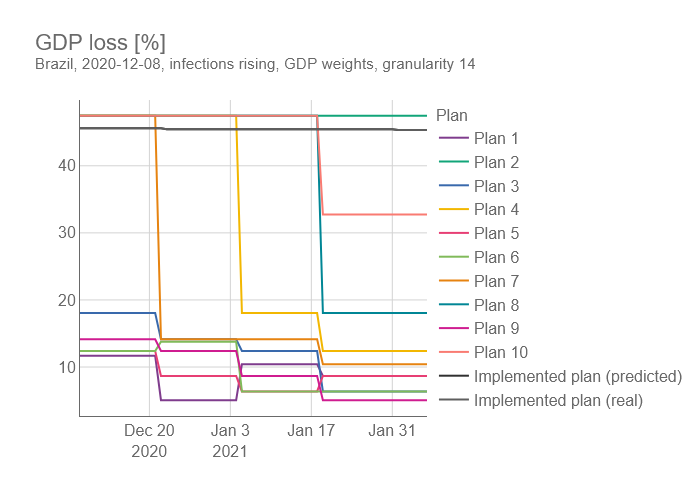 GDP loss [%]
Brazil, 2020-12-08, infections rising, GDP weights, granularity 14
Plan
Plan 1
Plan 2
Plan 3
Plan 4
Plan 5
Plan 6
Plan 7
Plan 8
Plan 9
Plan 10
Implemented plan (predicted)
Implemented plan (real)
40
30
20
10
Dec 20 Jan 3 Jan 17 Jan 31
2020 2021